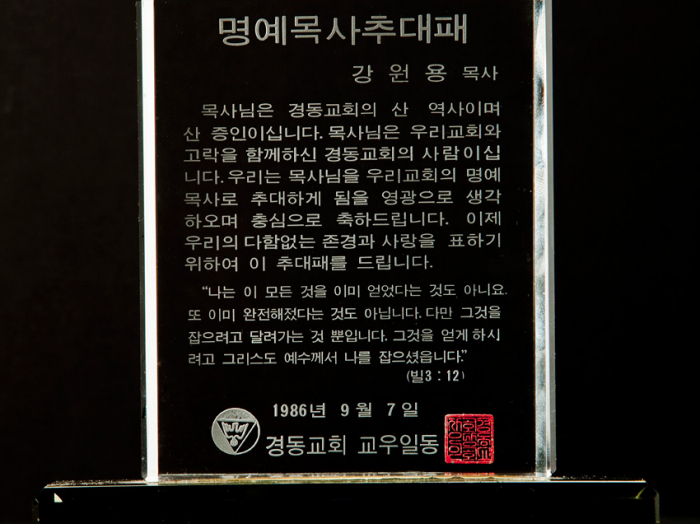 명예목사추대패
강 원 용 목사
목사님은 경동교회의 산 역사이며
산 증인이십니다. 목사님은 우리교회와
고락을 함께하신 경동교회의 사람이십
니다. 우리는 목사님을 우리교회의 명예
목사로 추대하게 됨을 영광으로 생각
하오며 충심으로 축하드립니다. 이제
우리의 다함없는 존경과 사랑을 표하기
위하여 이 추대패를 드립니다.
“나는 이 모든 것을 이미 얻었다는 것도 아니요.
또 이미 완전해졌다는 것도 아닙니다. 다만 그것을
잡으려고 달려가는 것 뿐입니다. 그것을 얻게 하시
려고 그리스도 예수께서 나를 잡으셨읍니다.”
(빌3 : 12)
1986년 9월 7일
경동교회 교우일동